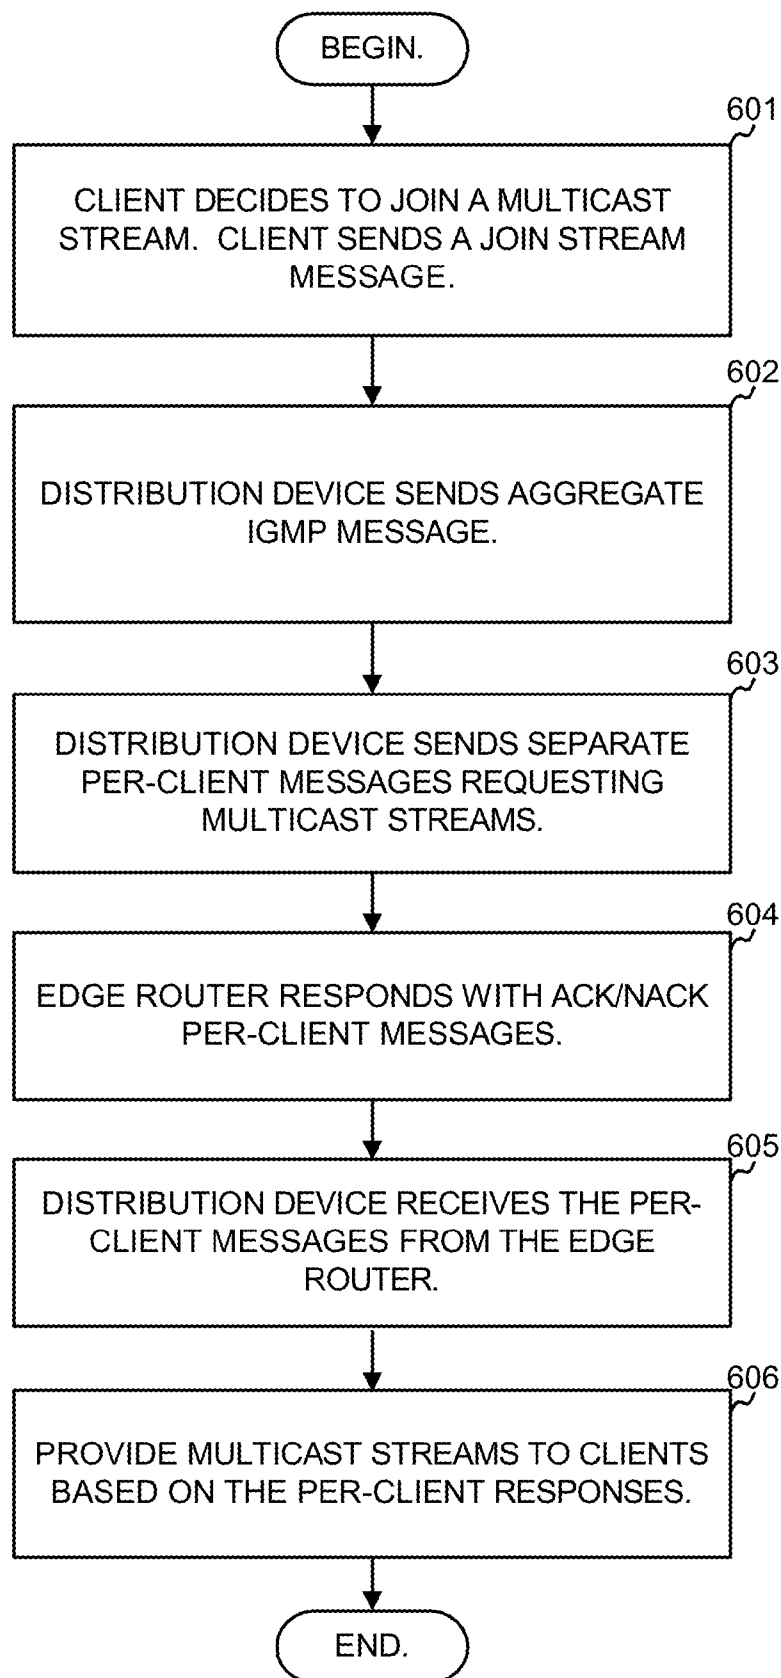 BEGIN.
601
CLIENT DECIDES TO JOIN A MULTICAST
STREAM. CLIENT SENDS A JOIN STREAM
MESSAGE.
602
DISTRIBUTION DEVICE SENDS AGGREGATE
IGMP MESSAGE.
603
DISTRIBUTION DEVICE SENDS SEPARATE
PER-CLIENT MESSAGES REQUESTING
MULTICAST STREAMS.
604
EDGE ROUTER RESPONDS WITH ACK/NACK
PER-CLIENT MESSAGES.
605
DISTRIBUTION DEVICE RECEIVES THE PER-
CLIENT MESSAGES FROM THE EDGE
ROUTER.
606
PROVIDE MULTICAST STREAMS TO CLIENTS
BASED ON THE PER-CLIENT RESPONSES.
END.